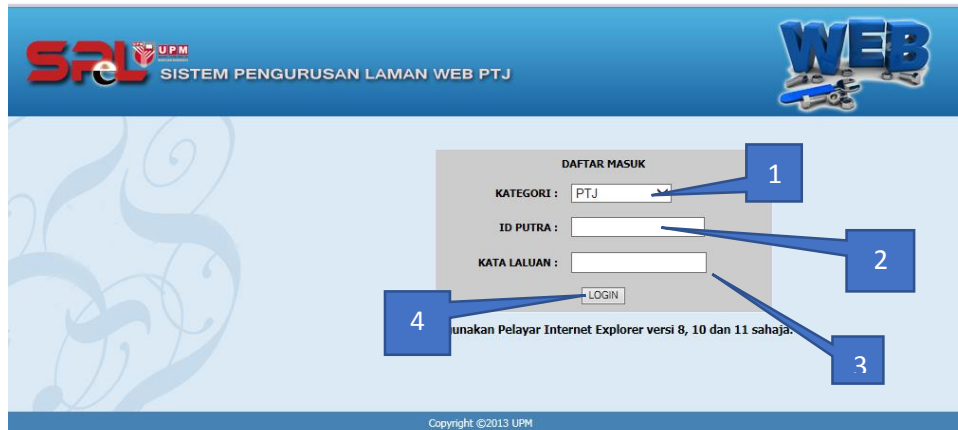 SPeL UPM
SISTEM PENGURUSAN LAMAN WEB PTJ
WEB
DAFTAR MASUK
1
KATEGORI : PTJ
ID PUTRA :
2
KATA LALUAN :
LOGIN
4
unakan Pelayar Internet Explorer versi 8, 10 dan 11 sahaja.
3
Copyright ©2013 UPM